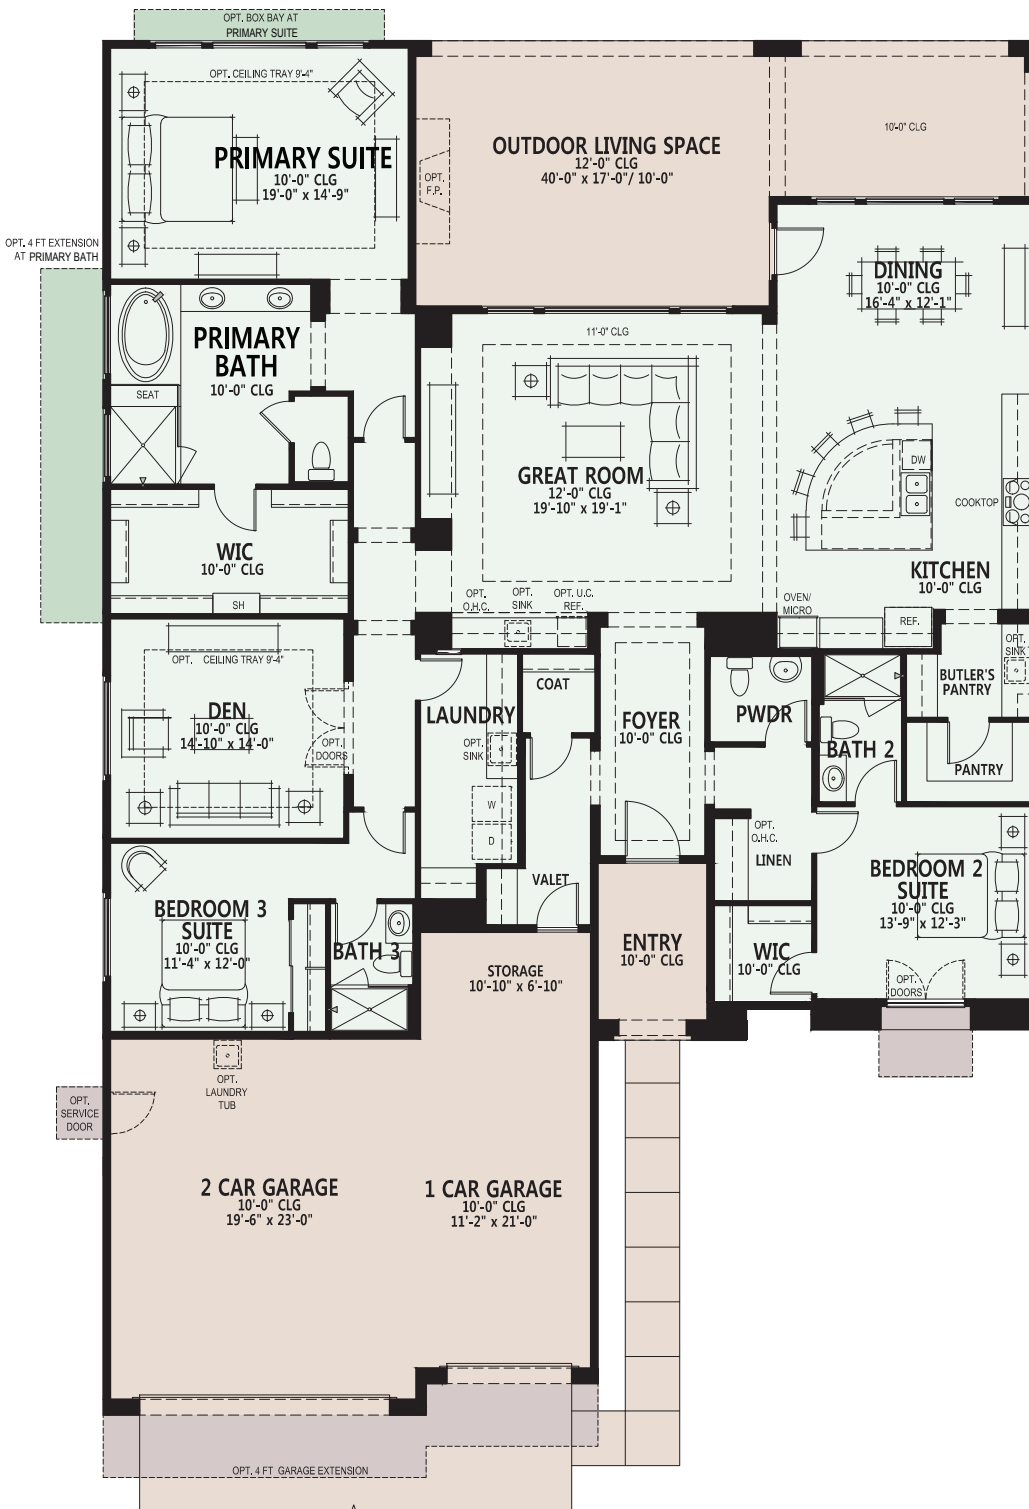 OPT. BOX BAY AT
PRIMARY SUITE
OPT. CEILING TRAY 9'-4"
PRIMARY SUITE
10'-0" CLG
19'-0" x 14'-9"
OPT.
F.P.
OUTDOOR LIVING SPACE
12'-0" CLG
40'-0" x 17'-0"/ 10'-0"
10'-0" CLG
OPT. 4 FT EXTENSION
AT PRIMARY BATH
DINING
10'-0" CLG
16'-4" x 12'-1"
PRIMARY
BATH
10'-0" CLG
SEAT
11'-0" CLG
GREAT ROOM
12'-0" CLG
19'-10" x 19'-1"
DW
COOKTOP
KITCHEN
10'-0" CLG
WIC
10'-0" CLG
SH
OPT.
O.H.C.
OPT.
SINK
OPT. U.C.
REF.
OVEN/
MICRO
REF.
OPT.
SINK
BUTLER'S
PANTRY
PANTRY
OPT. CEILING TRAY 9'-4"
DEN
10'-0" CLG
14'-10" x 14'-0"
OPT.
DOORS
LAUNDRY
OPT.
SINK
W
D
COAT
VALET
FOYER
10'-0" CLG
PWDR
BATH 2
OPT.
O.H.C.
LINEN
BEDROOM 2
SUITE
10'-0" CLG
13'-9" x 12'-3"
OPT.
DOORS
WIC
10'-0" CLG
BEDROOM 3
SUITE
10'-0" CLG
11'-4" x 12'-0"
BATH 3
STORAGE
10'-10" x 6'-10"
ENTRY
10'-0" CLG
OPT.
LAUNDRY
TUB
OPT.
SERVICE
DOOR
2 CAR GARAGE
10'-0" CLG
19'-6" x 23'-0"
1 CAR GARAGE
10'-0" CLG
11'-2" x 21'-0"
OPT. 4 FT GARAGE EXTENSION